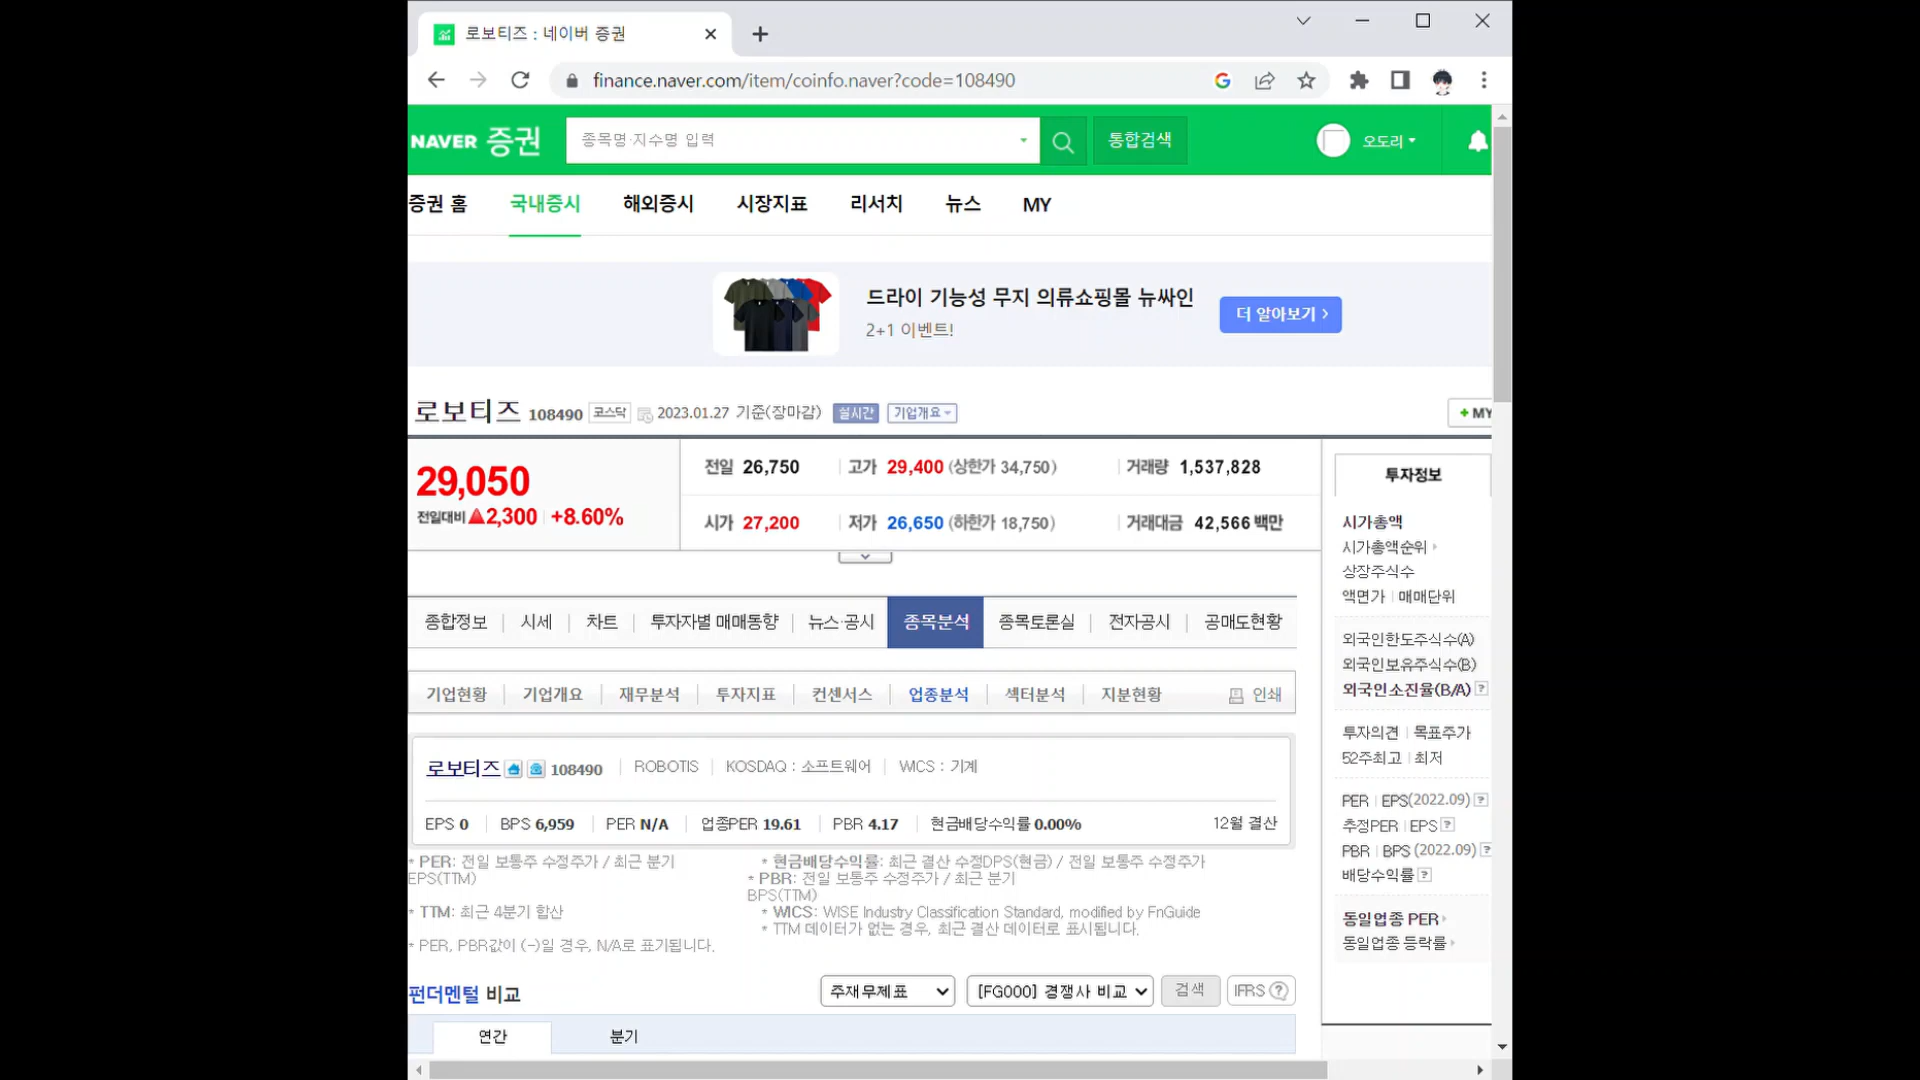 로보티즈 : 네이버 증권
finance.naver.com/item/coinfo.naver?code=108490
NAVER 증권
종목명·지수명 입력
통합검색
오도리
증권 홈 국내증시 해외증시 시장지표 리서치 뉴스 MY
드라이 기능성 무지 의류쇼핑몰 뉴싸인
2+1 이벤트!
더 알아보기
로보티즈 108490 코스닥 2023.01.27 기준(장마감) 실시간 기업개요
+ MY
29,050
전일대비 ▲2,300 +8.60%
전일 26,750 고가 29,400 (상한가 34,750) 거래량 1,537,828
시가 27,200 저가 26,650 (하한가 18,750) 거래대금 42,566 백만
투자정보
시가총액
시가총액순위
상장주식수
액면가 매매단위
외국인한도주식수(A)
외국인보유주식수(B)
외국인소진율(B/A) ?
투자의견 목표주가
52주최고 최저
PER EPS(2022.09) ?
추정PER EPS ?
PBR BPS (2022.09) ?
배당수익률 ?
동일업종 PER
동일업종 등락률
종합정보 시세 차트 투자자별 매매동향 뉴스·공시 종목분석 종목토론실 전자공시 공매도현황
기업현황 기업개요 재무분석 투자지표 컨센서스 업종분석 섹터분석 지분현황 인쇄
로보티즈 108490 ROBOTIS KOSDAQ : 소프트웨어 WICS : 기계
EPS 0 BPS 6,959 PER N/A 업종PER 19.61 PBR 4.17 현금배당수익률 0.00% 12월 결산
* PER: 전일 보통주 수정주가 / 최근 분기
EPS(TTM)
* TTM: 최근 4분기 합산
* PER, PBR값이 (-)일 경우, N/A로 표기됩니다.
* 현금배당수익률: 최근 결산 수정DPS(현금) / 전일 보통주 수정주가
* PBR: 전일 보통주 수정주가 / 최근 분기
BPS(TTM)
* WICS: WISE Industry Classification Standard, modified by FnGuide
* TTM 데이터가 없는 경우, 최근 결산 데이터로 표시됩니다.
펀더멘털 비교
주재무제표 [FG000] 경쟁사 비교 검색 IFRS ?
연간 분기